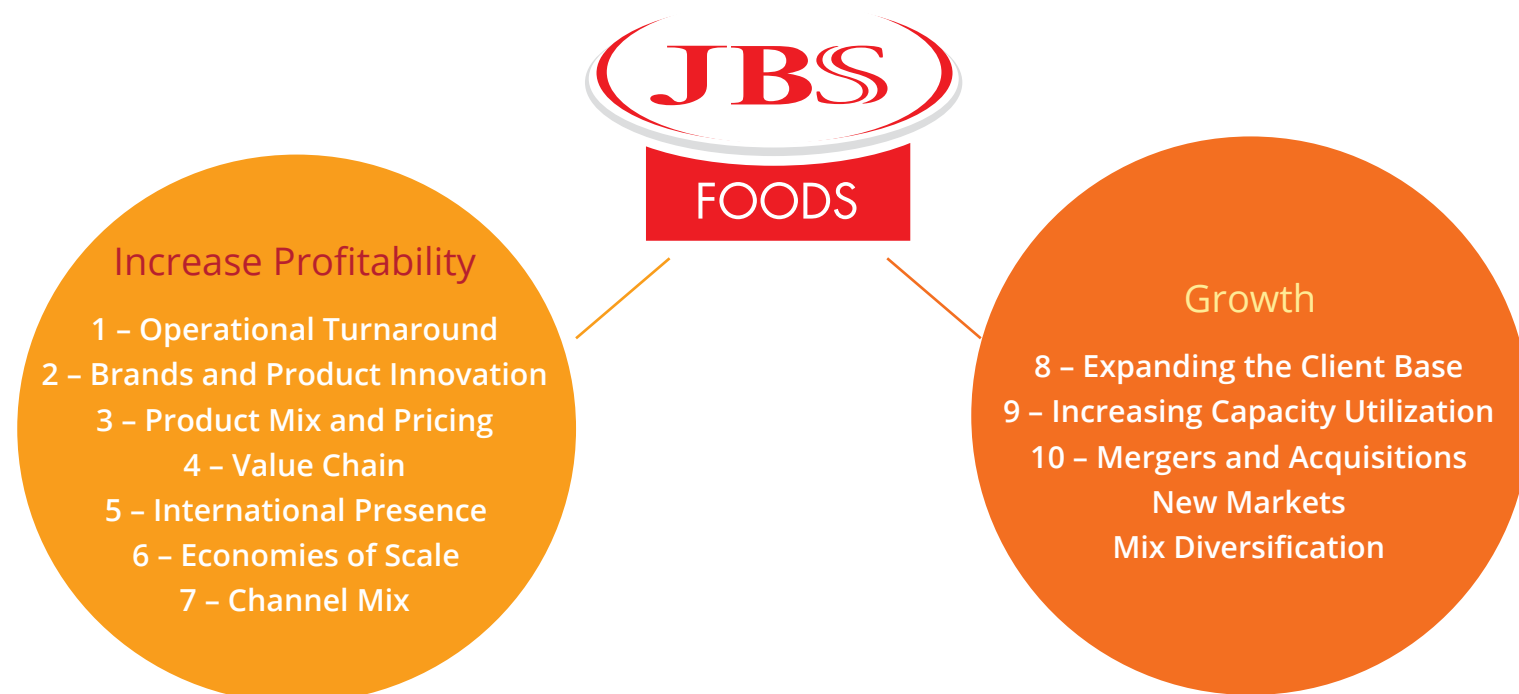 JBS
FOODS
Increase Profitability
1 – Operational Turnaround
2 – Brands and Product Innovation
3 – Product Mix and Pricing
4 – Value Chain
5 – International Presence
6 – Economies of Scale
7 – Channel Mix
Growth
8 – Expanding the Client Base
9 – Increasing Capacity Utilization
10 – Mergers and Acquisitions
New Markets
Mix Diversification